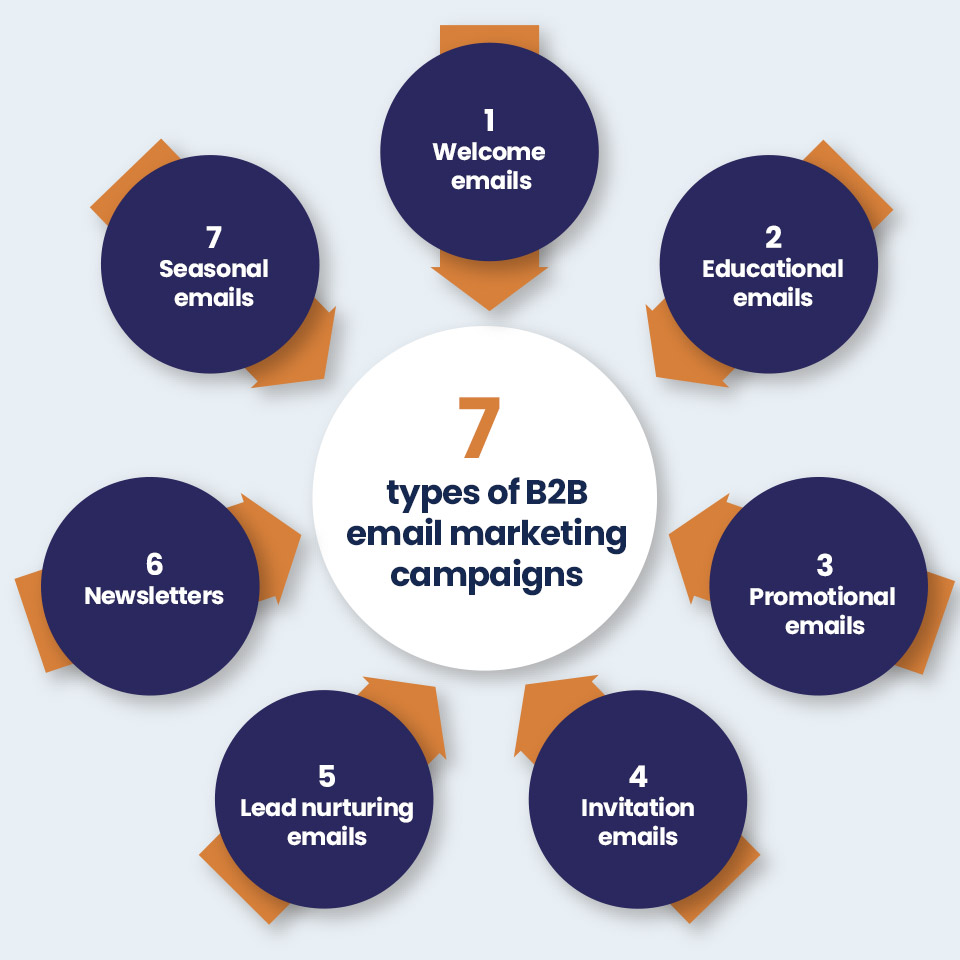 1
Welcome
emails
2
Educational
emails
3
Promotional
emails
4
Invitation
emails
5
Lead nurturing
emails
6
Newsletters
7
Seasonal
emails
7
types of B2B
email marketing
campaigns